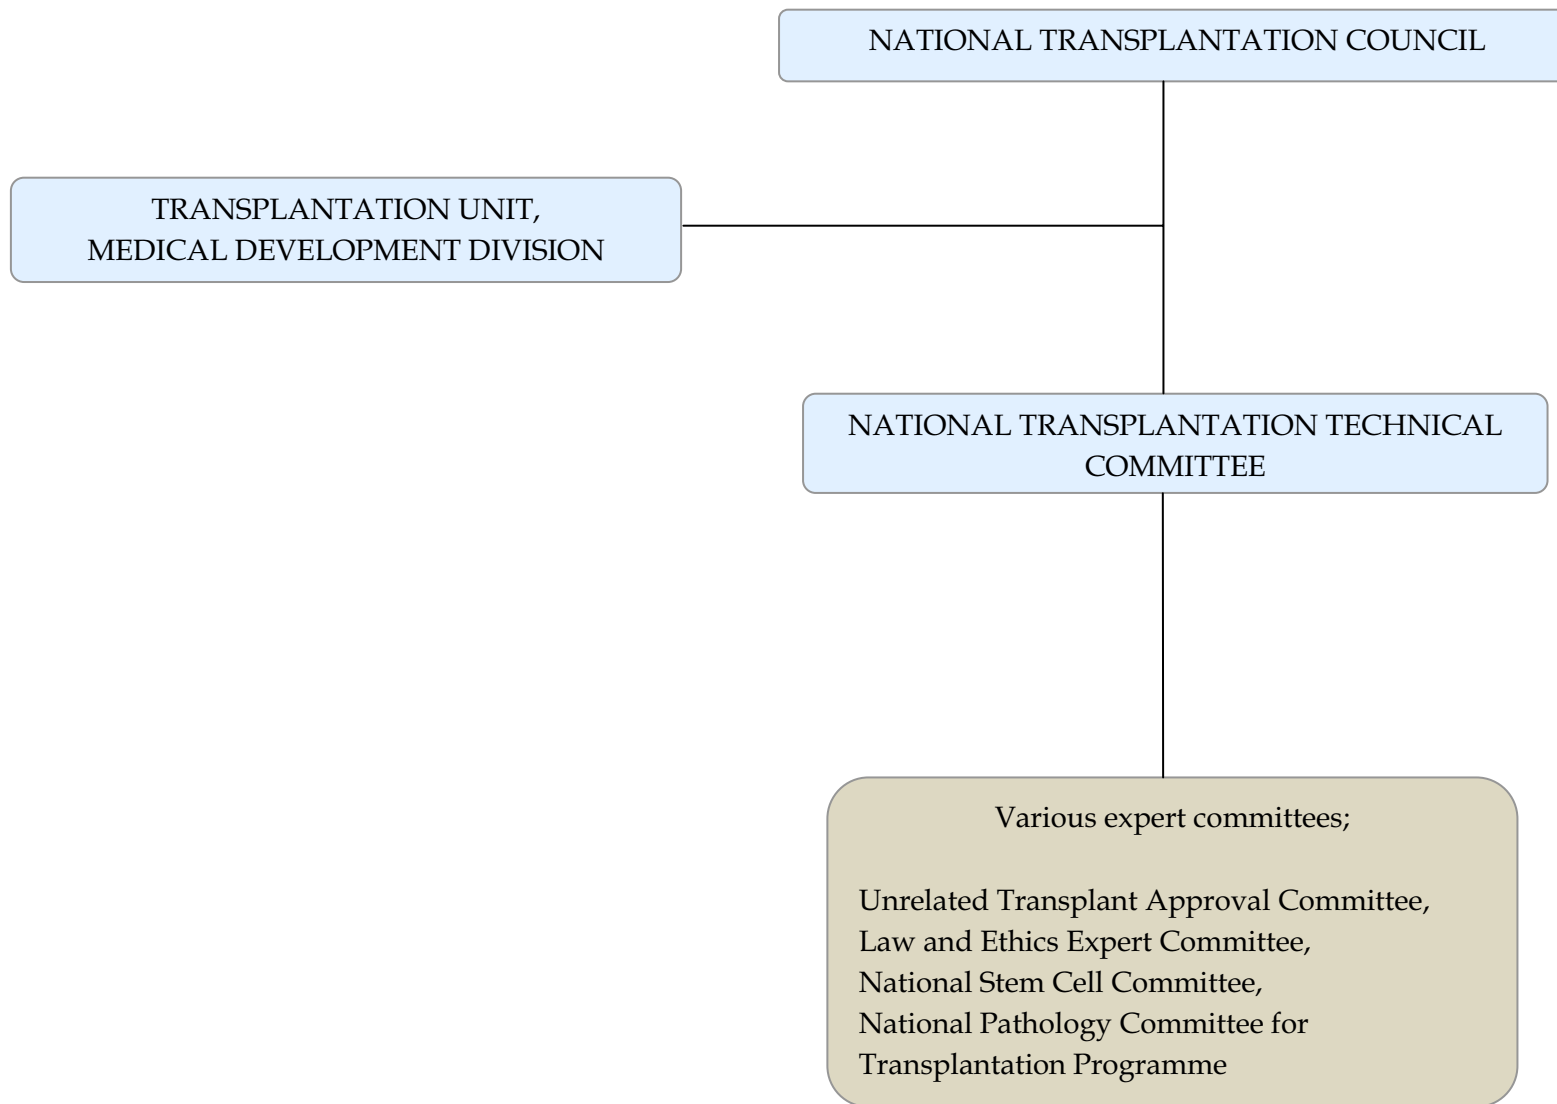 NATIONAL TRANSPLANTATION COUNCIL
TRANSPLANTATION UNIT,
MEDICAL DEVELOPMENT DIVISION
NATIONAL TRANSPLANTATION TECHNICAL
COMMITTEE
Various expert committees;
Unrelated Transplant Approval Committee,
Law and Ethics Expert Committee,
National Stem Cell Committee,
National Pathology Committee for
Transplantation Programme